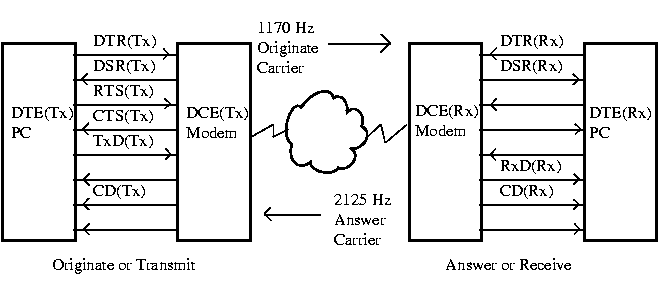 1170 Hz
Originate
Carrier
DTR(Tx)
DSR(Tx)
RTS(Tx)
CTS(Tx)
TxD(Tx)
CD(Tx)
DTE(Tx)
PC
DCE(Tx)
Modem
DTR(Rx)
DSR(Rx)
RxD(Rx)
CD(Rx)
DCE(Rx)
Modem
DTE(Rx)
PC
2125 Hz
Answer
Carrier
Originate or Transmit
Answer or Receive